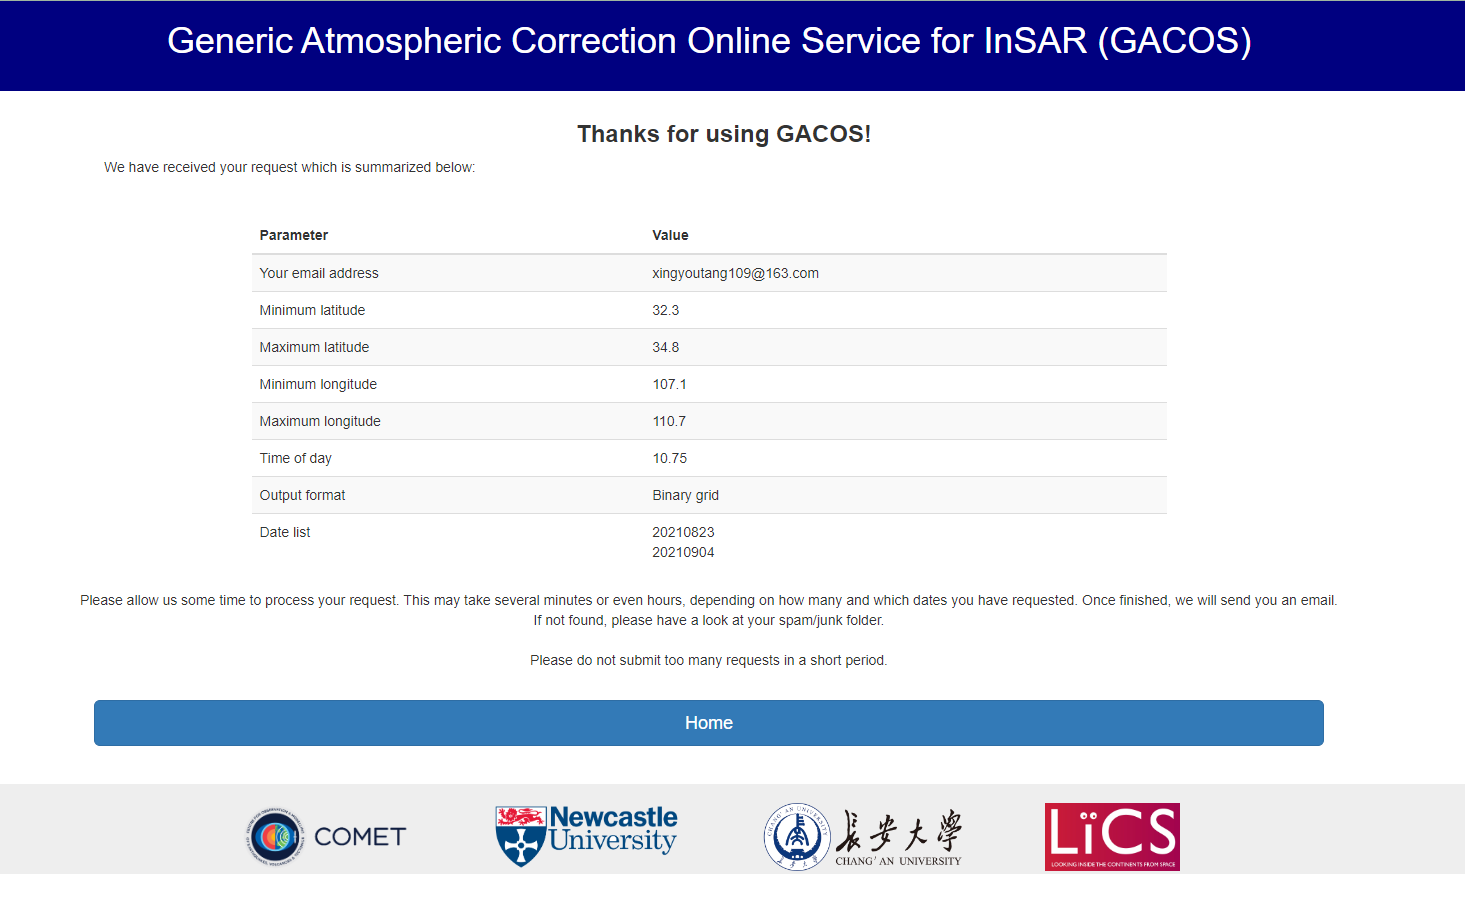 Generic Atmospheric Correction Online Service for InSAR (GACOS)
Thanks for using GACOS!
We have received your request which is summarized below:
Parameter Value
Your email address xingyoutang109@163.com
Minimum latitude 32.3
Maximum latitude 34.8
Minimum longitude 107.1
Maximum longitude 110.7
Time of day 10.75
Output format Binary grid
Date list 20210823
20210904
Please allow us some time to process your request. This may take several minutes or even hours, depending on how many and which dates you have requested. Once finished, we will send you an email.
If not found, please have a look at your spam/junk folder.
Please do not submit too many requests in a short period.
Home
COMET
Newcastle
University
CHANG'AN UNIVERSITY
长安大学
CHANG'AN UNIVERSITY
LiCS
LOOKING INSIDE THE CONTINENTS FROM SPACE